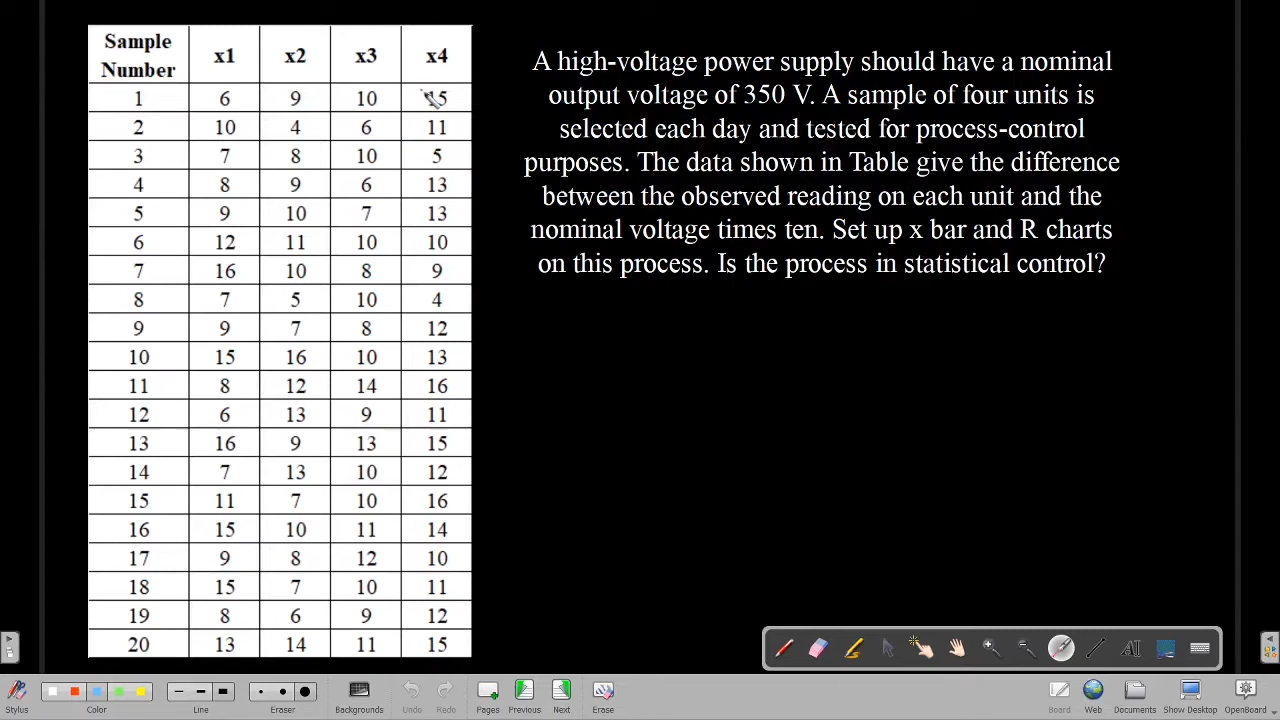 Sample Number x1 x2 x3 x4
1 6 9 10 15
2 10 4 6 11
3 7 8 10 5
4 8 9 6 13
5 9 10 7 13
6 12 11 10 10
7 16 10 8 9
8 7 5 10 4
9 9 7 8 12
10 15 16 10 13
11 8 12 14 16
12 6 13 9 11
13 16 9 13 15
14 7 13 10 12
15 11 7 10 16
16 15 10 11 14
17 9 8 12 10
18 15 7 10 11
19 8 6 9 12
20 13 14 11 15
A high-voltage power supply should have a nominal
output voltage of 350 V. A sample of four units is
selected each day and tested for process-control
purposes. The data shown in Table give the difference
between the observed reading on each unit and the
nominal voltage times ten. Set up x bar and R charts
on this process. Is the process in statistical control?
Stylus Color Line Eraser Backgrounds Undo Redo Pages Previous Next Erase Board Web Documents Show Desktop OpenBoard